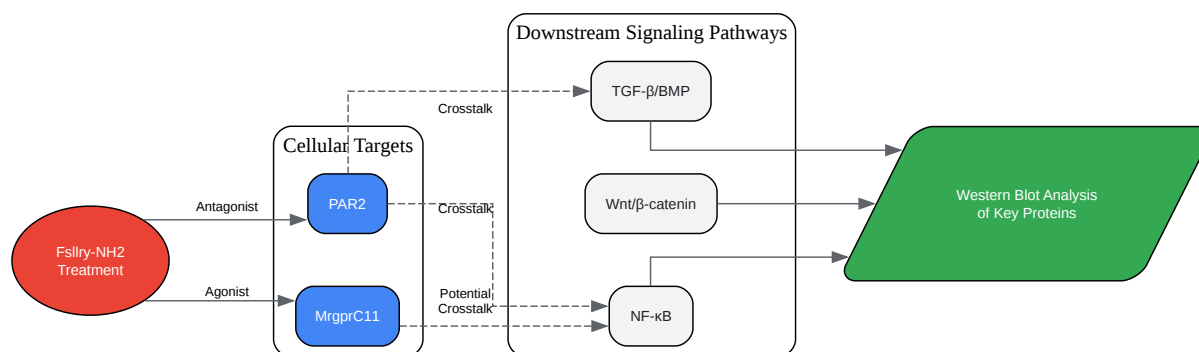 Downstream Signaling Pathways
TGF-β/BMP
Crosstalk
Cellular Targets
Western Blot Analysis
of Key Proteins
PAR2
Wnt/β-catenin
Antagonist
Crosstalk
Fsllry-NH2
Treatment
Agonist
Potential
Crosstalk
MrgprC11
NF-κB